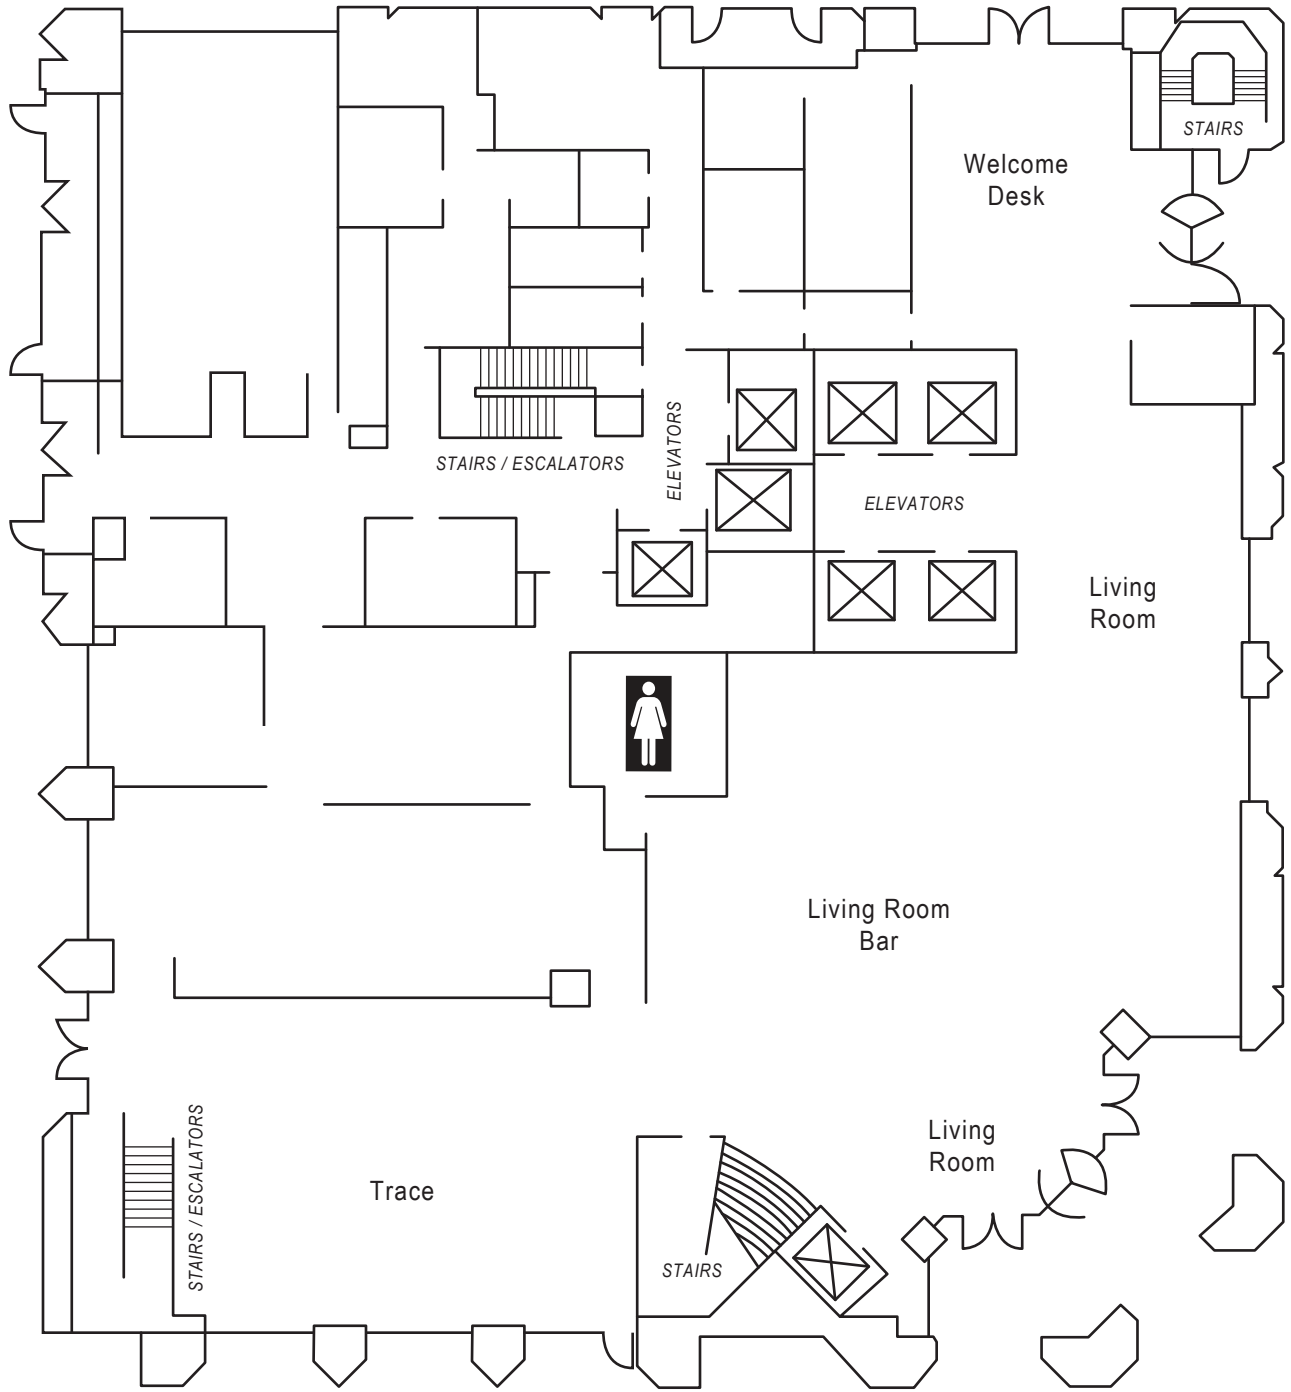 STAIRS
Welcome
Desk
ELEVATORS
STAIRS / ESCALATORS
ELEVATORS
Living
Room
Living Room
Bar
Living
Room
STAIRS / ESCALATORS
Trace
STAIRS